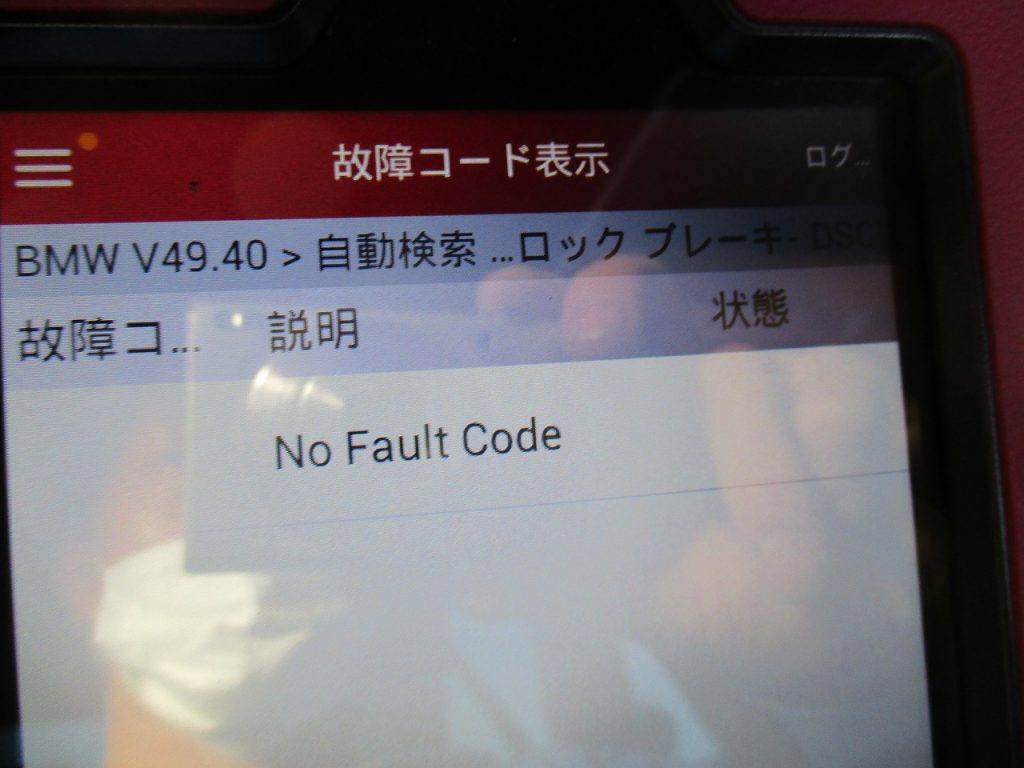 故障コード表示 ログ...
BMW V49.40 > 自動検索 ...ロック ブレーキ- DSC
故障コ... 説明 状態
No Fault Code